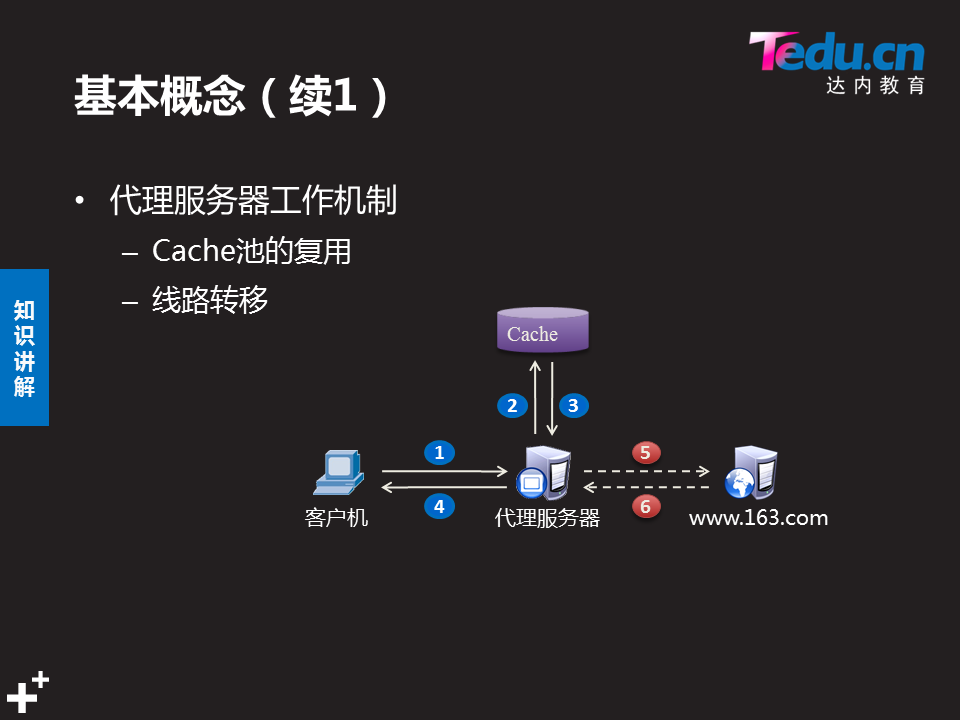 Tedu.cn
达内教育
基本概念（续1）
• 代理服务器工作机制
– Cache池的复用
– 线路转移
知识讲解
Cache
2 3
1 5
4 6
客户机 代理服务器 www.163.com